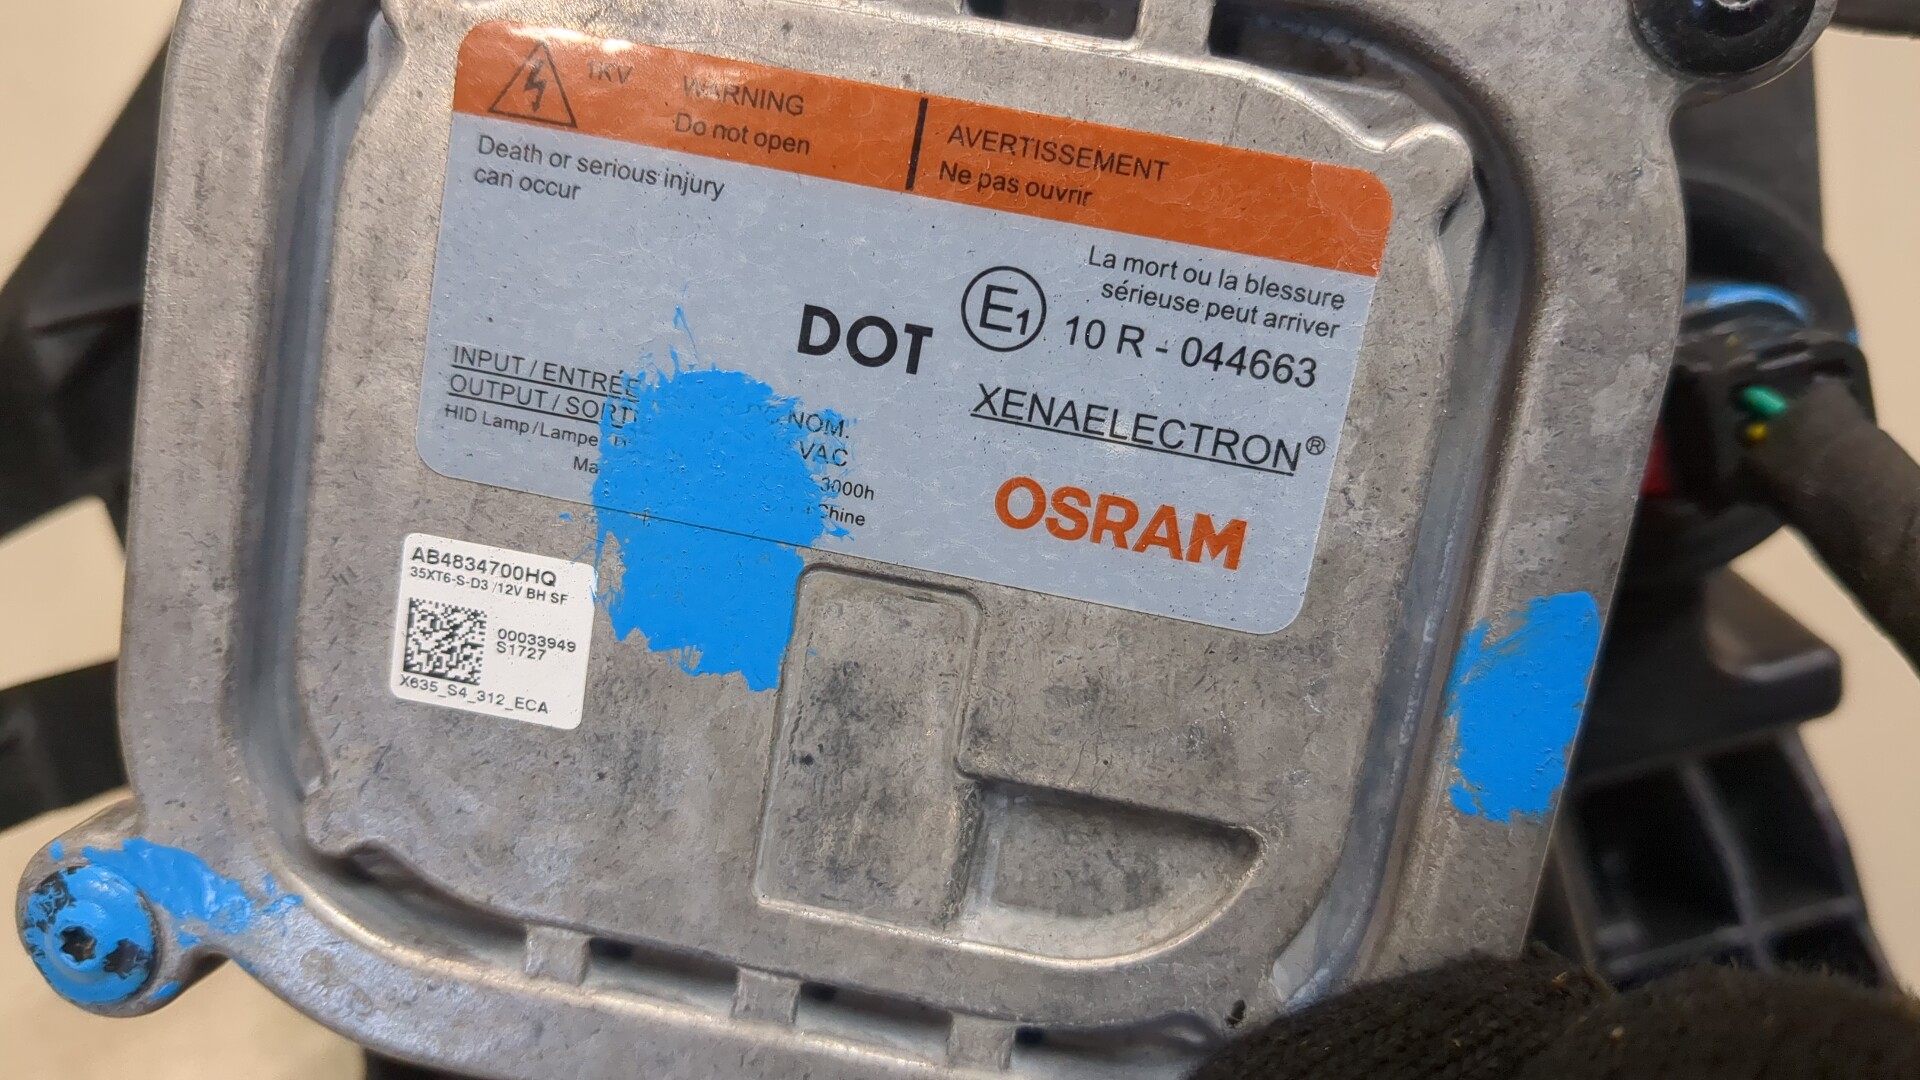 1KV
WARNING
Do not open
AVERTISSEMENT
Ne pas ouvrir
Death or serious injury
can occur
La mort ou la blessure
sérieuse peut arriver
DOT
E1
10 R - 044663
XENAELECTRON®
OSRAM
INPUT / ENTRÉE
NOM.
OUTPUT / SORTI
VAC
HID Lamp / Lampe
3000h
Chine
AB4834700HQ
35XT6-S-D3 /12V BH SF
00033949
S1727
X635_S4_312_ECA